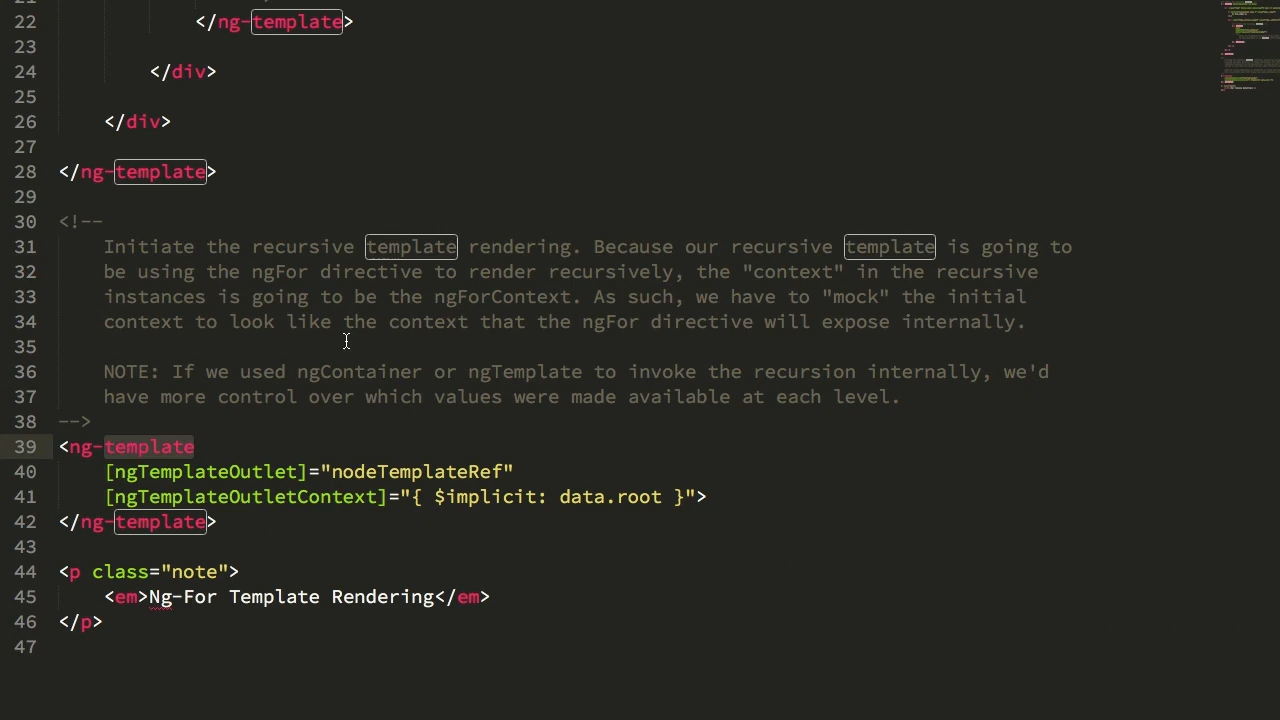 22 </ng-template>
23
24 </div>
25
26 </div>
27
28 </ng-template>
29
30 <!--
31 Initiate the recursive template rendering. Because our recursive template is going to
32 be using the ngFor directive to render recursively, the "context" in the recursive
33 instances is going to be the ngForContext. As such, we have to "mock" the initial
34 context to look like the context that the ngFor directive will expose internally.
35
36 NOTE: If we used ngContainer or ngTemplate to invoke the recursion internally, we'd
37 have more control over which values were made available at each level.
38 -->
39 <ng-template
40 [ngTemplateOutlet]="nodeTemplateRef"
41 [ngTemplateOutletContext]="{ $implicit: data.root }">
42 </ng-template>
43
44 <p class="note">
45 <em>Ng-For Template Rendering</em>
46 </p>
47